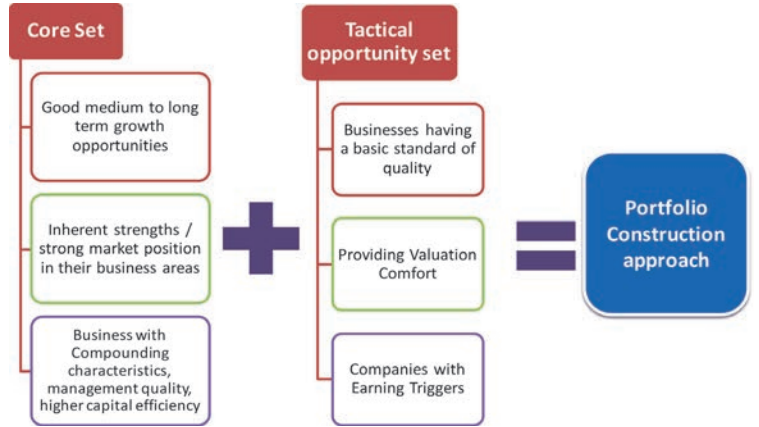 Core Set
Good medium to long
term growth
opportunities
Inherent strengths /
strong market position
in their business areas
Business with
Compounding
characteristics,
management quality,
higher capital efficiency
Tactical
opportunity set
Businesses having
a basic standard of
quality
Providing Valuation
Comfort
Companies with
Earning Triggers
Portfolio
Construction
approach